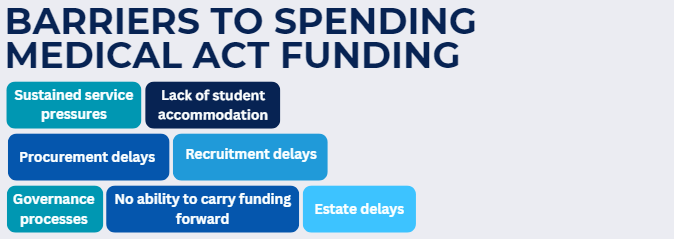 BARRIERS TO SPENDING
MEDICAL ACT FUNDING
Sustained service
pressures
Lack of student
accommodation
Procurement delays
Recruitment delays
Governance
processes
No ability to carry funding
forward
Estate delays